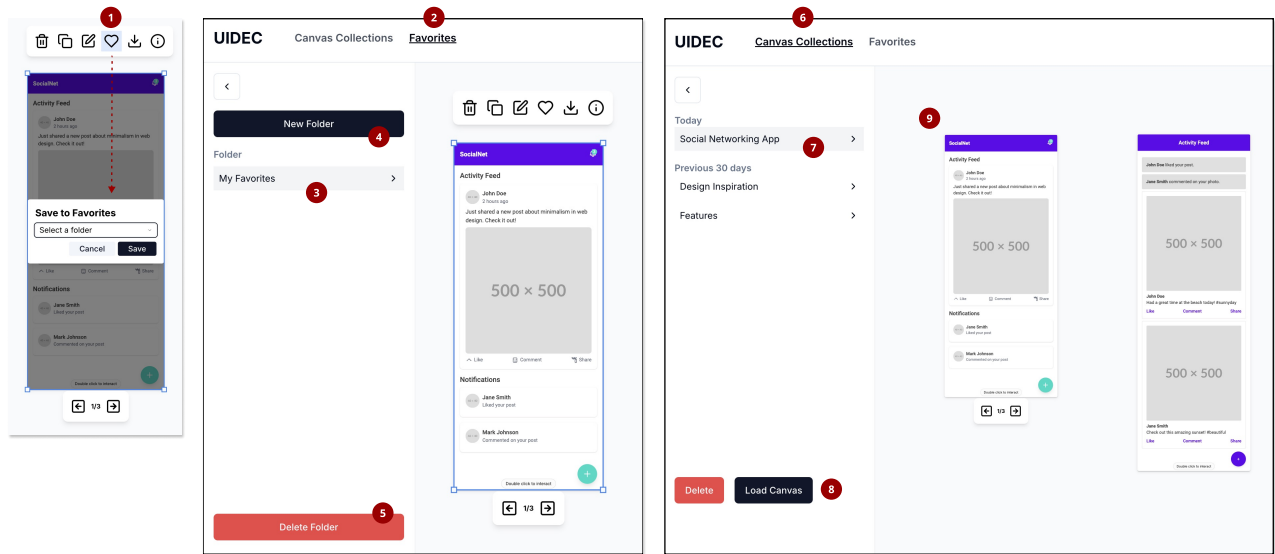 1
SocialNet
Activity Feed
John Doe
2 hours ago
Just shared a new post about minimalism in web
design. Check it out!
Save to Favorites
Select a folder
Cancel Save
Like Comment Share
Notifications
Jane Smith
Liked your post
Mark Johnson
Commented on your post
+
Double click to interact
1/3
2
UIDEC Canvas Collections Favorites
New Folder
4
Folder
My Favorites
3
Delete Folder
5
SocialNet
Activity Feed
John Doe
2 hours ago
Just shared a new post about minimalism in web
design. Check it out!
500 × 500
Like Comment Share
Notifications
Jane Smith
Liked your post
Mark Johnson
Commented on your post
+
Double click to interact
1/3
6
UIDEC Canvas Collections Favorites
Today
Social Networking App
7
Previous 30 days
Design Inspiration
Features
Delete Load Canvas
8
9
SocialNet
Activity Feed
John Doe
2 hours ago
Just shared a new post about minimalism in web
design. Check it out!
500 × 500
Like Comment Share
Notifications
Jane Smith
Liked your post
Mark Johnson
Commented on your post
+
Double click to interact
1/3
Activity Feed
John Doe liked your post.
Jane Smith commented on your photo.
500 × 500
John Doe
Had a great time at the beach today! #sunnyday
Like Comment Share
500 × 500
Jane Smith
Check out this amazing sunset! #beautiful
Like Comment Share
+
Double click to interact